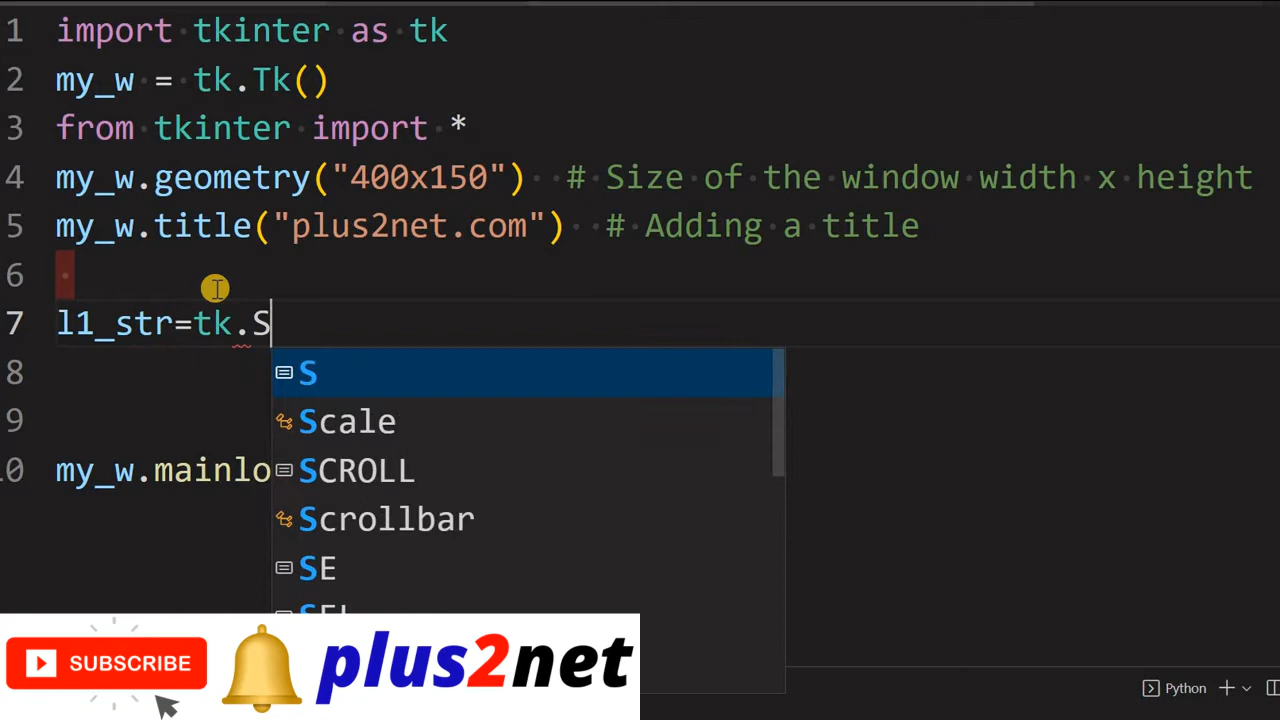 1 import tkinter as tk
2 my_w = tk.Tk()
3 from tkinter import *
4 my_w.geometry("400x150")  # Size of the window width x height
5 my_w.title("plus2net.com")  # Adding a title
6
7 l1_str=tk.S
8 S
9 Scale
10 my_w.mainlo SCROLL
Scrollbar
SE
SUBSCRIBE
plus2net
Python